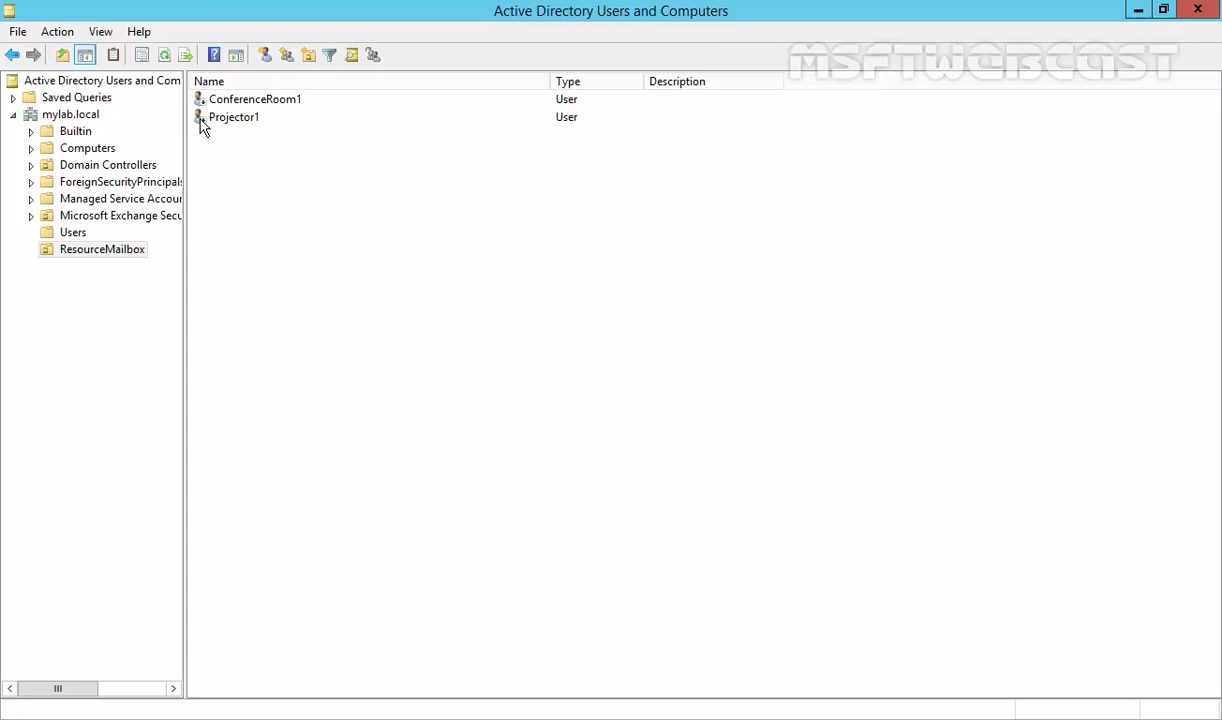 Active Directory Users and Computers
File Action View Help
MSFTWEBCAST
Active Directory Users and Com
Saved Queries
mylab.local
Builtin
Computers
Domain Controllers
ForeignSecurityPrincipals
Managed Service Accour
Microsoft Exchange Secu
Users
ResourceMailbox
Name Type Description
ConferenceRoom1 User
Projector1 User